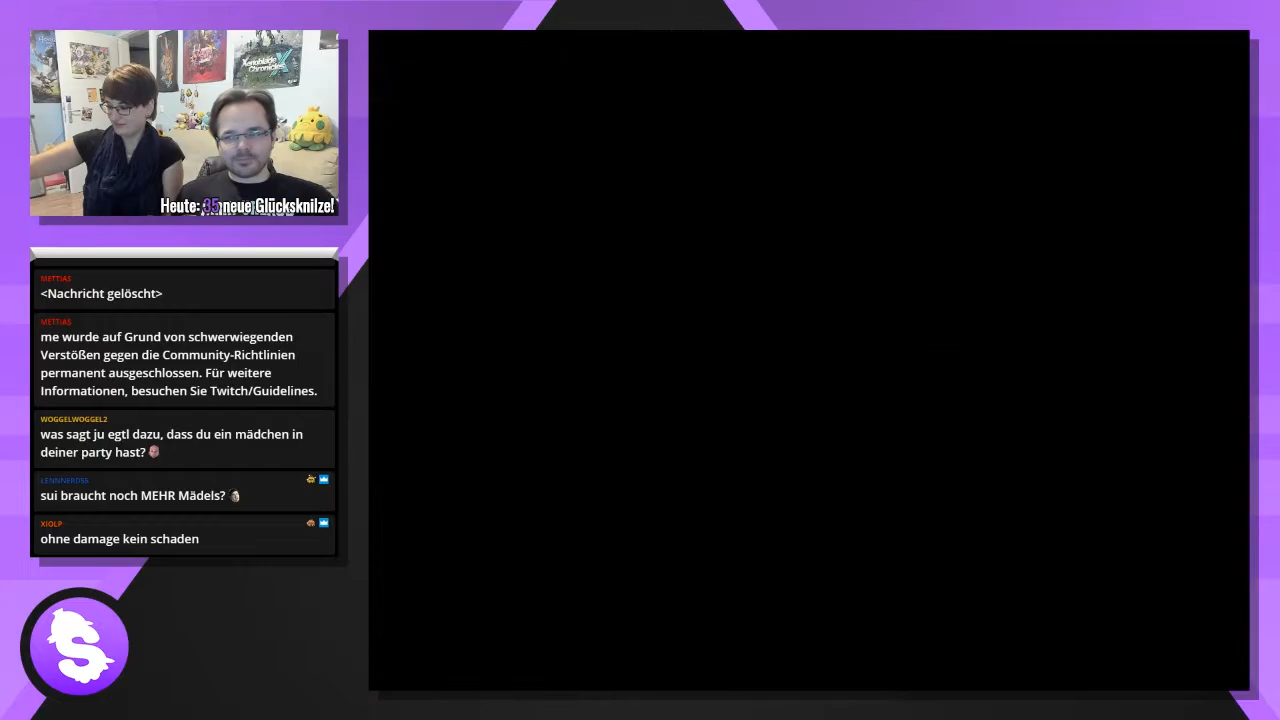 Xenoblade
Chronicles X
Heute: 35 neue Glücksknilze!
METTIAS
<Nachricht gelöscht>
METTIAS
me wurde auf Grund von schwerwiegenden
Verstößen gegen die Community-Richtlinien
permanent ausgeschlossen. Für weitere
Informationen, besuchen Sie Twitch/Guidelines.
WOGGELWOGGEL2
was sagt ju egtl dazu, dass du ein mädchen in
deiner party hast?
sui braucht noch MEHR Mädels?
XIOLP
ohne damage kein schaden
S